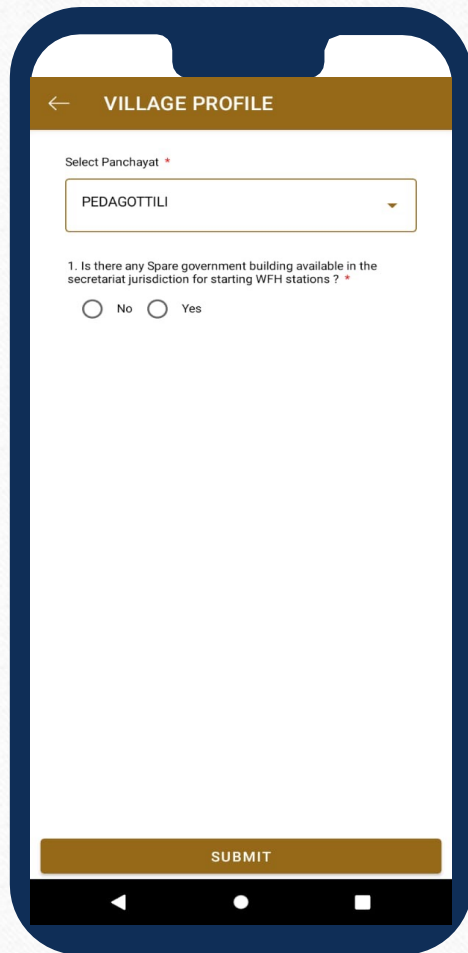 VILLAGE PROFILE
Select Panchayat *
PEDAGOTTILI
1. Is there any Spare government building available in the
secretariat jurisdiction for starting WFH stations ? *
No Yes
SUBMIT